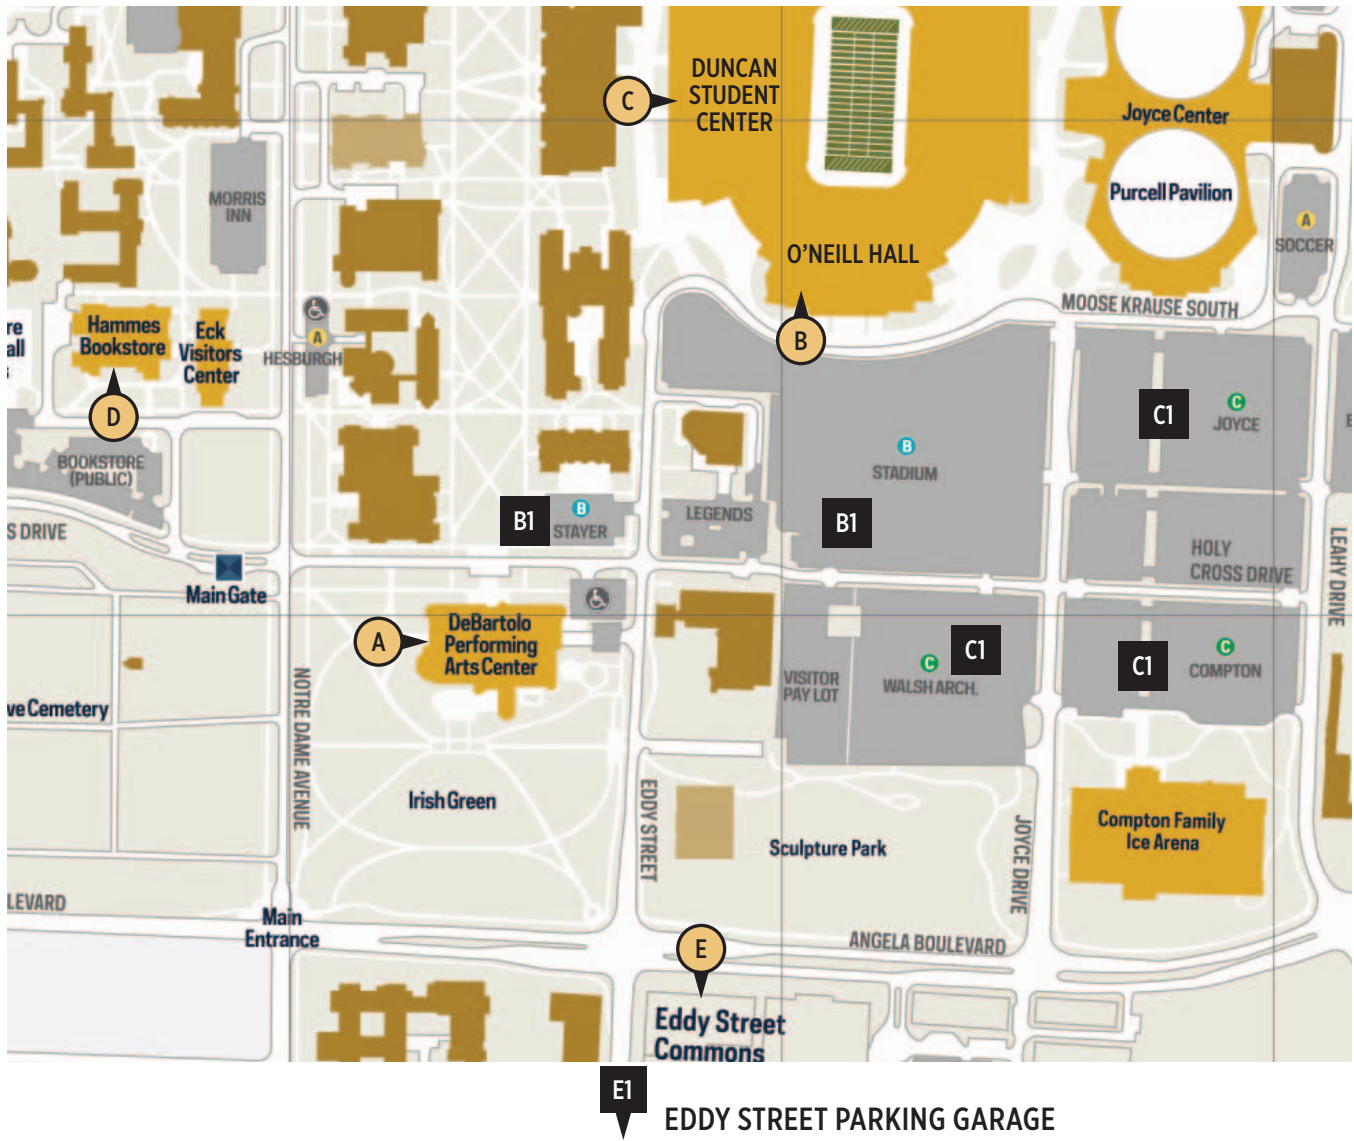 DUNCAN
STUDENT
CENTER
C
Joyce Center
Purcell Pavilion
MORRIS
INN
A
SOCCER
O'NEILL HALL
MOOSE KRAUSE SOUTH
B
Hammes
Bookstore
Eck
Visitors
Center
A
HESBURGH
re
all
s
D
C1
C
JOYCE
BOOKSTORE
(PUBLIC)
B
STADIUM
B1
B
STAYER
LEGENDS
B1
S DRIVE
HOLY
CROSS DRIVE
LEAHY DRIVE
Main Gate
A
DeBartolo
Performing
Arts Center
VISITOR
PAY LOT
C
WALSH ARCH.
C1
C1
C
COMPTON
ve Cemetery
NOTRE DAME AVENUE
Irish Green
EDDY STREET
Sculpture Park
JOYCE DRIVE
Compton Family
Ice Arena
LEVARD
Main
Entrance
ANGELA BOULEVARD
E
Eddy Street
Commons
E1
EDDY STREET PARKING GARAGE